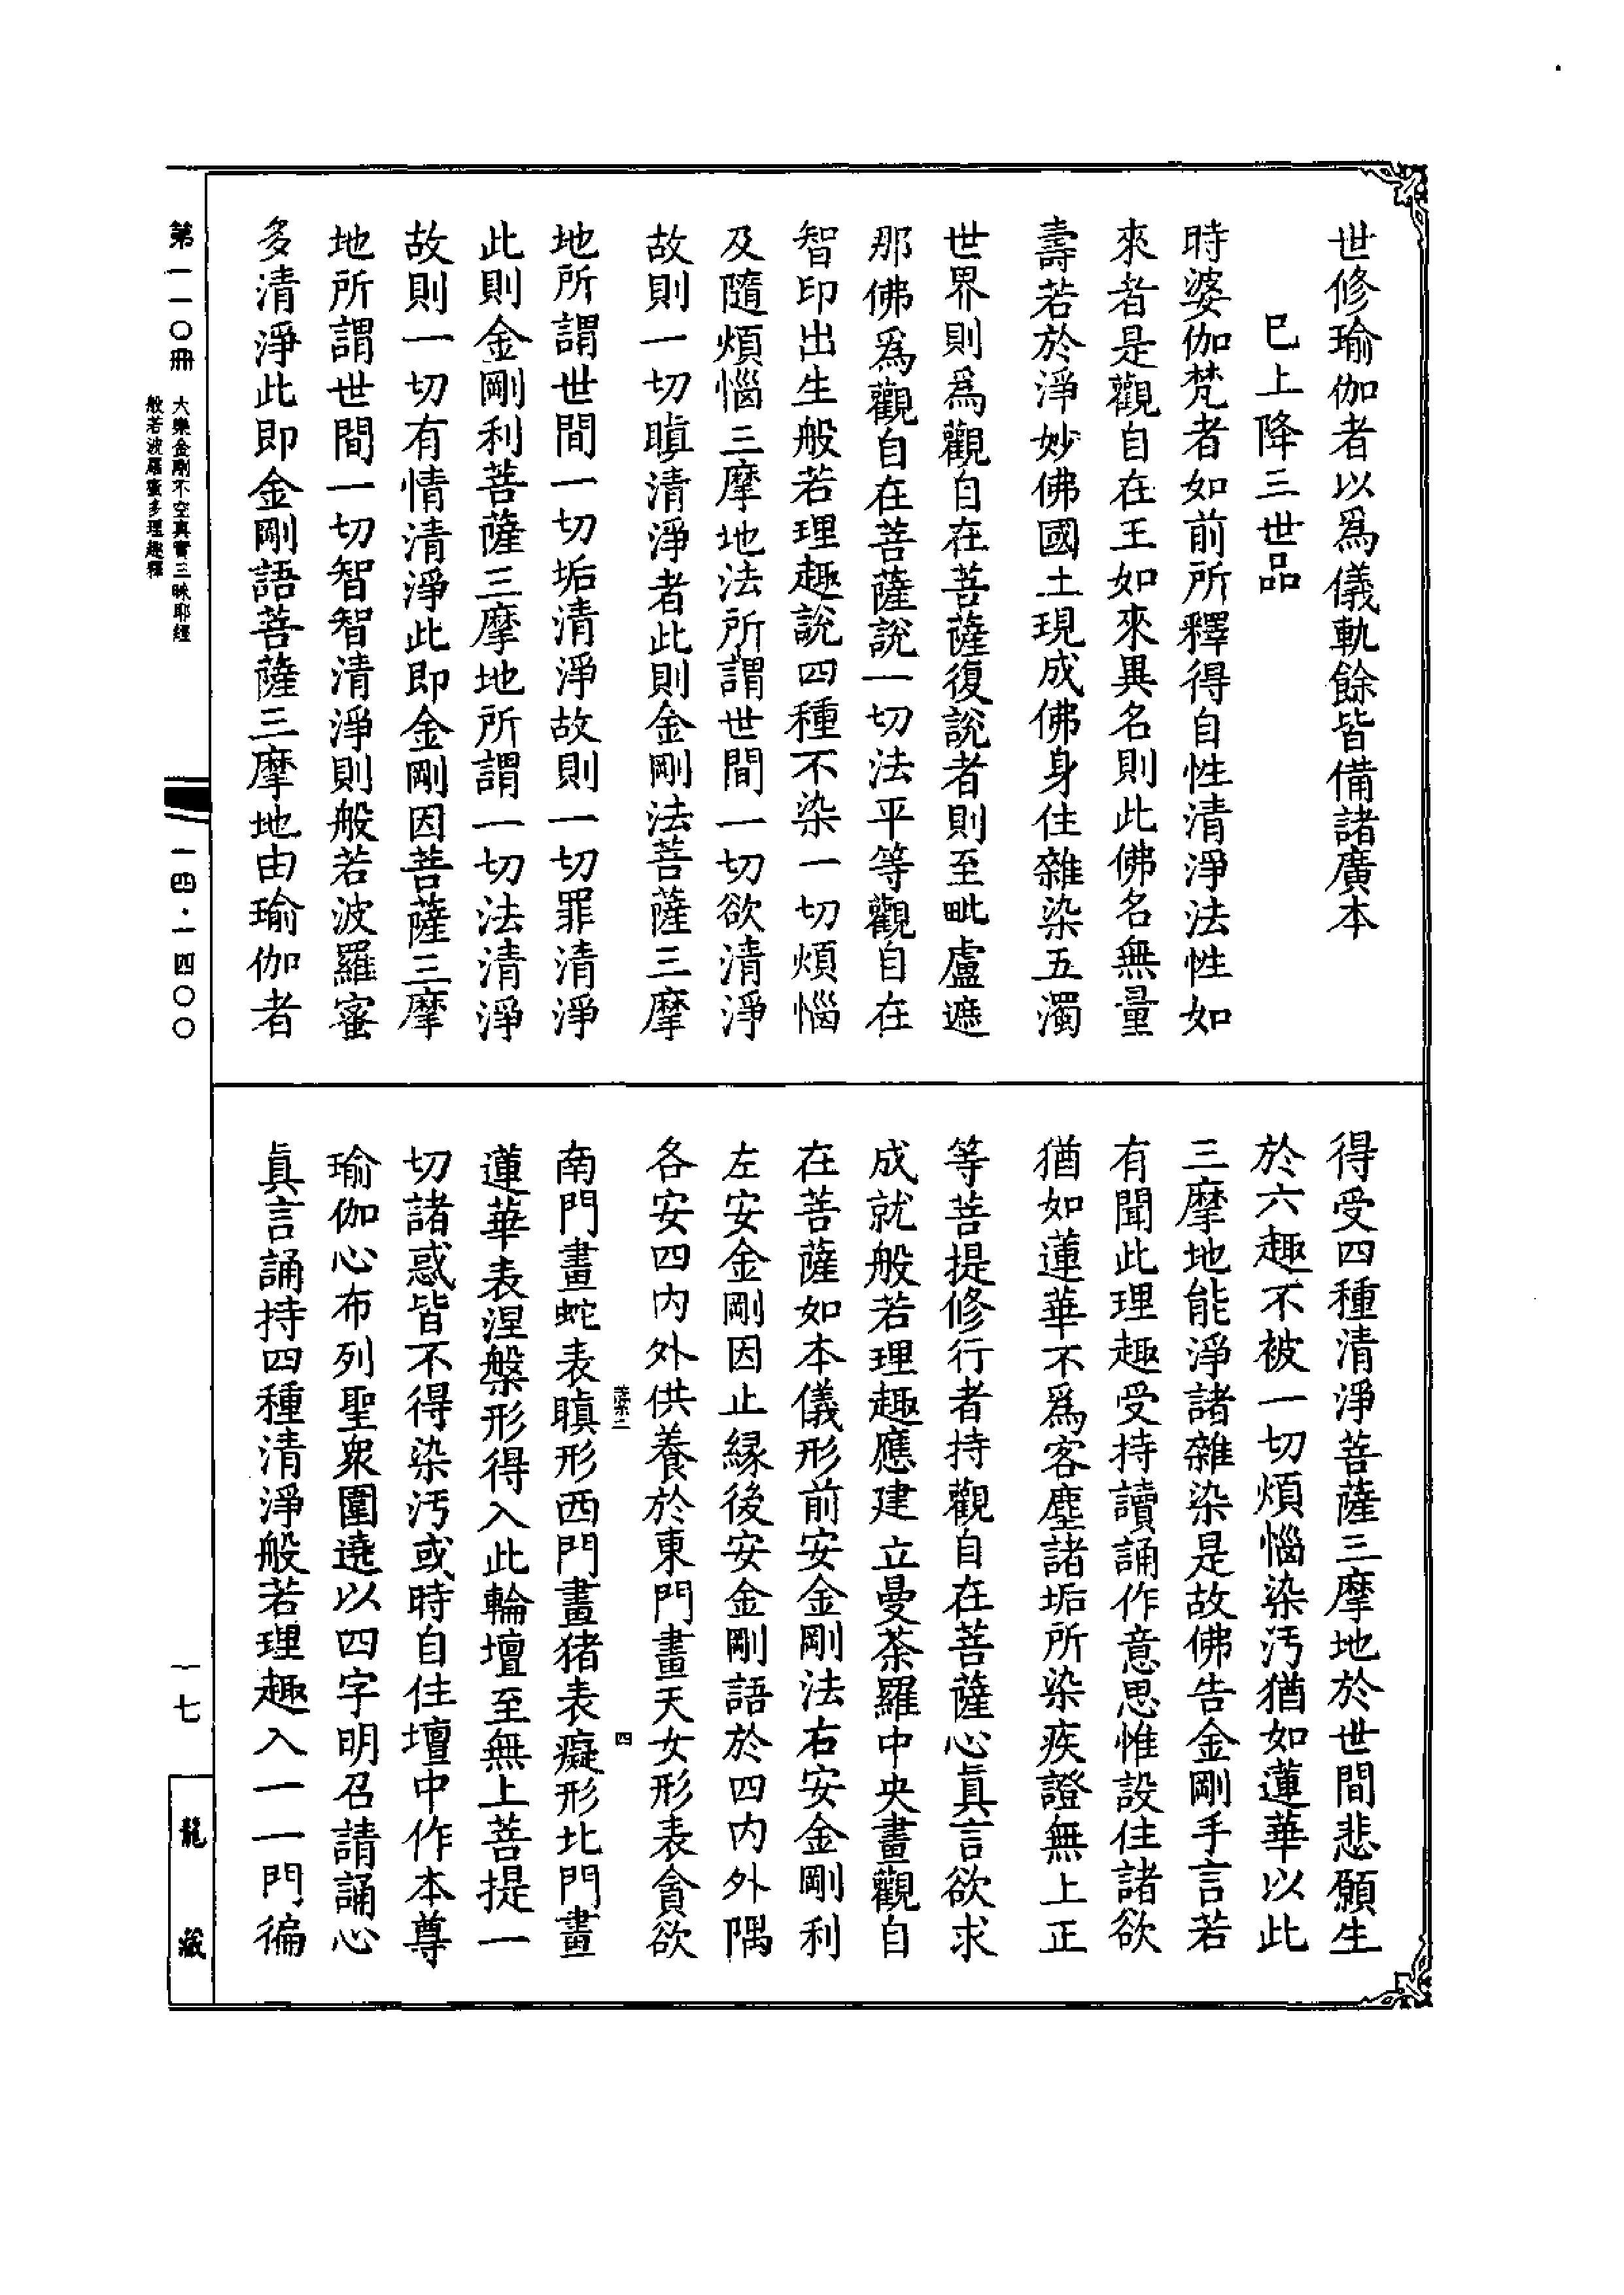 世修瑜伽者以爲儀軌餘皆備諸廣本
巳上降三世品
時婆伽梵者如前所釋得自性清淨法性如
來者是觀自在王如來異名則此佛名無量
壽若於淨妙佛國土現成佛身住雜染五濁
世界則爲觀自在菩薩復說者則至毗盧遮
那佛爲觀自在菩薩說一切法平等觀自在
智印出生般若理趣說四種不染一切煩惱
及隨煩惱三摩地法所謂世間一切欲清淨
故則一切瞋清淨者此則金剛法菩薩三摩
地所謂世間一切垢清淨故則一切罪清淨
此則金剛利菩薩三摩地所謂一切法清淨
故則一切有情清淨此即金剛因菩薩三摩
地所謂世間一切智智清淨則般若波羅蜜
多清淨此即金剛語菩薩三摩地由瑜伽者
得受四種清淨菩薩三摩地於世間悲願生
於六趣不被一切煩惱染汚猶如蓮華以此
三摩地能淨諸雜染是故佛告金剛手言若
有聞此理趣受持讀誦作意思惟設住諸欲
猶如蓮華不爲客塵諸垢所染疾證無上正
等菩提修行者持觀自在菩薩心眞言欲求
成就般若理趣應建立曼荼羅中央畫觀自
在菩薩如本儀形前安金剛法右安金剛利
左安金剛因止緣後安金剛語於四內外隅
各安四內外供養於東門畫天女形表貪欲
四
南門畫蛇表瞋形西門畫猪表癡形北門畫
蓮華表涅槃形得入此輪壇至無上菩提一
切諸惑皆不得染汚或時自住壇中作本尊
瑜伽心布列聖衆圍遶以四字明召請誦心
眞言誦持四種清淨般若理趣入一一門徧
第一一〇冊
大樂金剛不空真實三昧耶經
般若波羅蜜多理趣釋
一四·一四〇〇
一七
龍藏